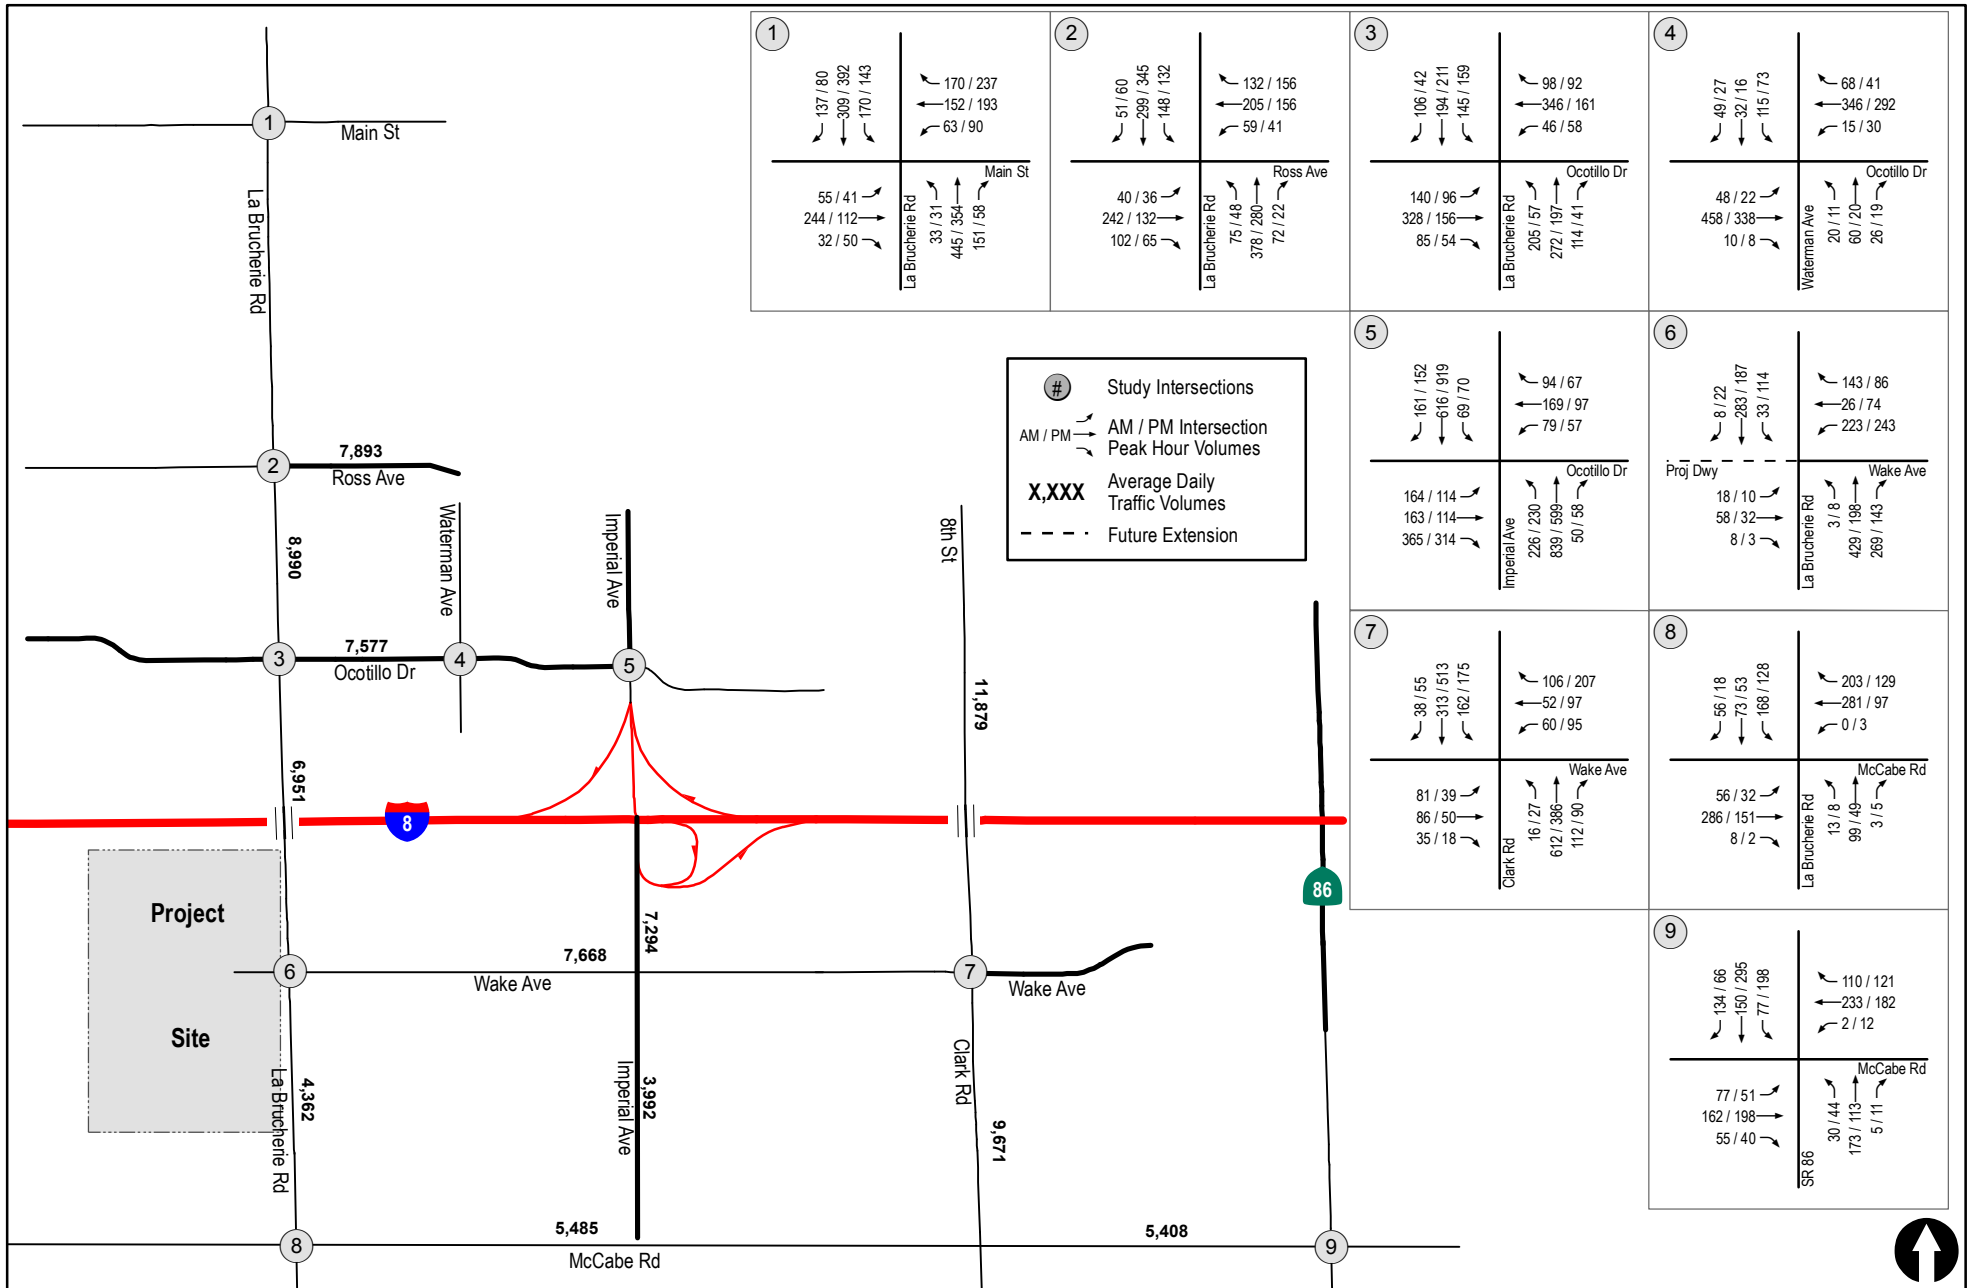 1
Main St
La Brucherie Rd
2
7,893
Ross Ave
8,990
Waterman Ave
Imperial Ave
8th St
3
7,577
Ocotillo Dr
4
5
11,879
6,951
8
86
Project
Site
7,294
6
7,668
Wake Ave
7
Wake Ave
La Brucherie Rd
4,362
Imperial Ave
3,992
Clark Rd
9,671
8
5,485
McCabe Rd
5,408
9
# Study Intersections
AM / PM AM / PM Intersection
Peak Hour Volumes
X,XXX Average Daily
Traffic Volumes
Future Extension
1
137 / 80
309 / 392
170 / 143
170 / 237
152 / 193
63 / 90
Main St
La Brucherie Rd
55 / 41
244 / 112
32 / 50
33 / 31
445 / 354
151 / 58
2
51 / 60
299 / 345
148 / 132
132 / 156
205 / 156
59 / 41
Ross Ave
La Brucherie Rd
40 / 36
242 / 132
102 / 65
75 / 48
378 / 280
72 / 22
3
106 / 42
194 / 211
145 / 159
98 / 92
346 / 161
46 / 58
Ocotillo Dr
La Brucherie Rd
140 / 96
328 / 156
85 / 54
205 / 57
272 / 197
114 / 41
4
49 / 27
32 / 16
115 / 73
68 / 41
346 / 292
15 / 30
Ocotillo Dr
Waterman Ave
48 / 22
458 / 338
10 / 8
20 / 11
60 / 20
26 / 19
5
161 / 152
616 / 919
69 / 70
94 / 67
169 / 97
79 / 57
Ocotillo Dr
Imperial Ave
164 / 114
163 / 114
365 / 314
226 / 230
839 / 599
50 / 58
6
8 / 22
283 / 187
33 / 114
143 / 86
26 / 74
223 / 243
Proj Dwy
Wake Ave
La Brucherie Rd
18 / 10
58 / 32
8 / 3
3 / 8
429 / 198
269 / 143
7
38 / 55
313 / 513
162 / 175
106 / 207
52 / 97
60 / 95
Wake Ave
Clark Rd
81 / 39
86 / 50
35 / 18
16 / 27
612 / 386
112 / 90
8
56 / 18
73 / 53
168 / 128
203 / 129
281 / 97
0 / 3
McCabe Rd
La Brucherie Rd
56 / 32
286 / 151
8 / 2
13 / 8
99 / 49
3 / 5
9
134 / 66
150 / 295
77 / 198
110 / 121
233 / 182
2 / 12
McCabe Rd
SR 86
77 / 51
162 / 198
55 / 40
30 / 44
173 / 113
5 / 11